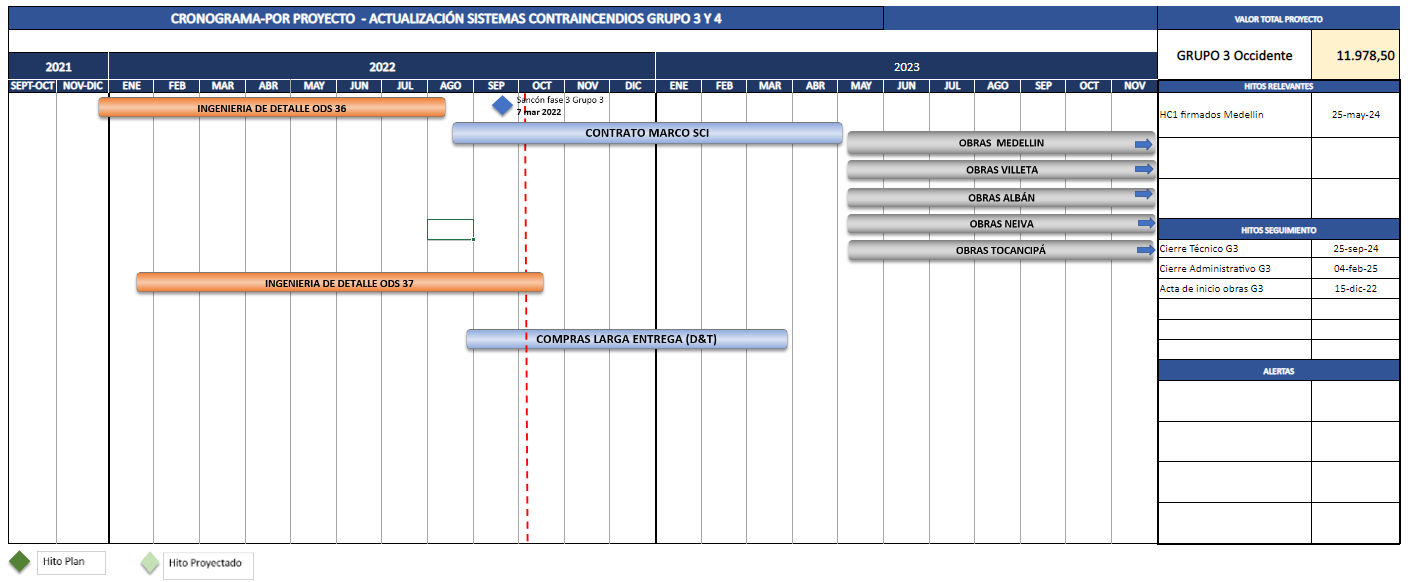 CRONOGRAMA-POR PROYECTO - ACTUALIZACIÓN SISTEMAS CONTRAINCENDIOS GRUPO 3 Y 4
VALOR TOTAL PROYECTO
GRUPO 3 Occidente 11.978,50
2021 2022 2023
SEPT-OCT NOV-DIC ENE FEB MAR ABR MAY JUN JUL AGO SEP OCT NOV DIC ENE FEB MAR ABR MAY JUN JUL AGO SEP OCT NOV
HITOS RELEVANTES
INGENIERIA DE DETALLE ODS 36
Sancón fase 3 Grupo 3
7 mar 2022
HC1 firmados Medellin 25-may-24
CONTRATO MARCO SCI
OBRAS MEDELLIN
OBRAS VILLETA
OBRAS ALBÁN
OBRAS NEIVA
OBRAS TOCANCIPÁ
HITOS SEGUIMIENTO
Cierre Técnico G3 25-sep-24
Cierre Administrativo G3 04-feb-25
Acta de inicio obras G3 15-dic-22
INGENIERIA DE DETALLE ODS 37
COMPRAS LARGA ENTREGA (D&T)
ALERTAS
Hito Plan
Hito Proyectado